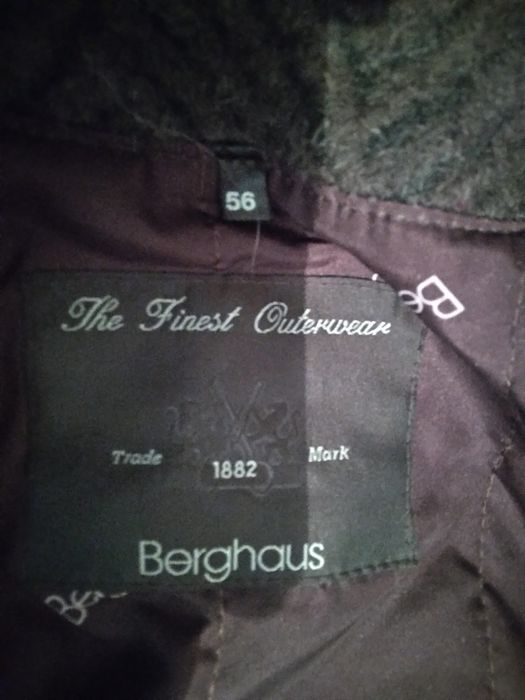 56
The Finest Outerwear
Trade Mark
1882
Berghaus